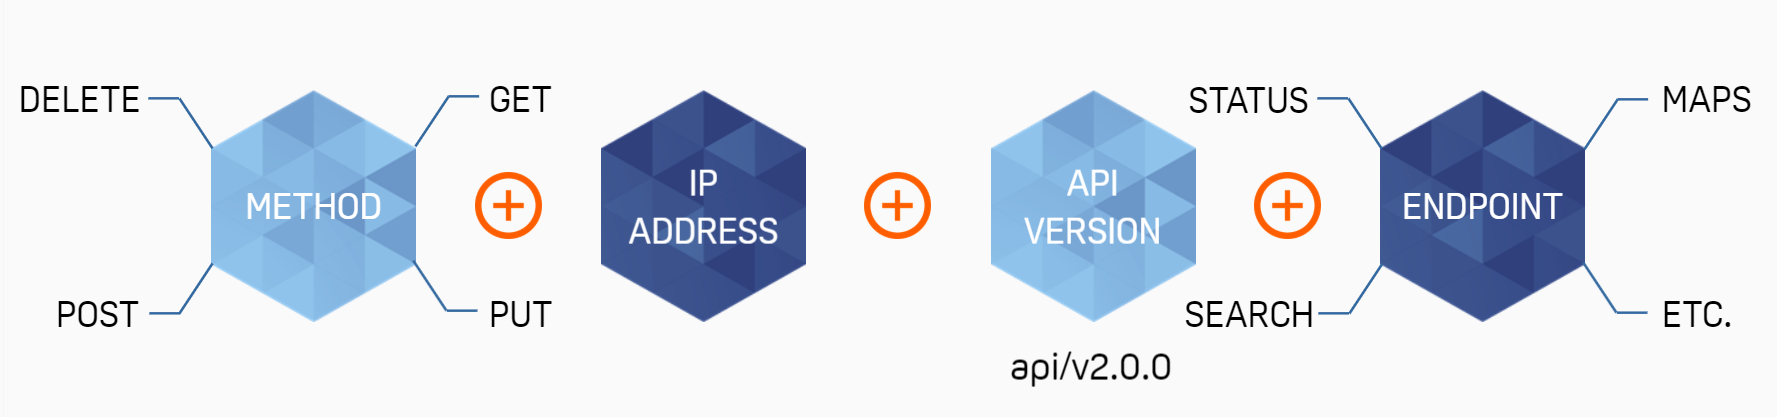 DELETE
GET
METHOD
POST
PUT
IP
ADDRESS
API
VERSION
api/v2.0.0
STATUS
MAPS
ENDPOINT
SEARCH
ETC.